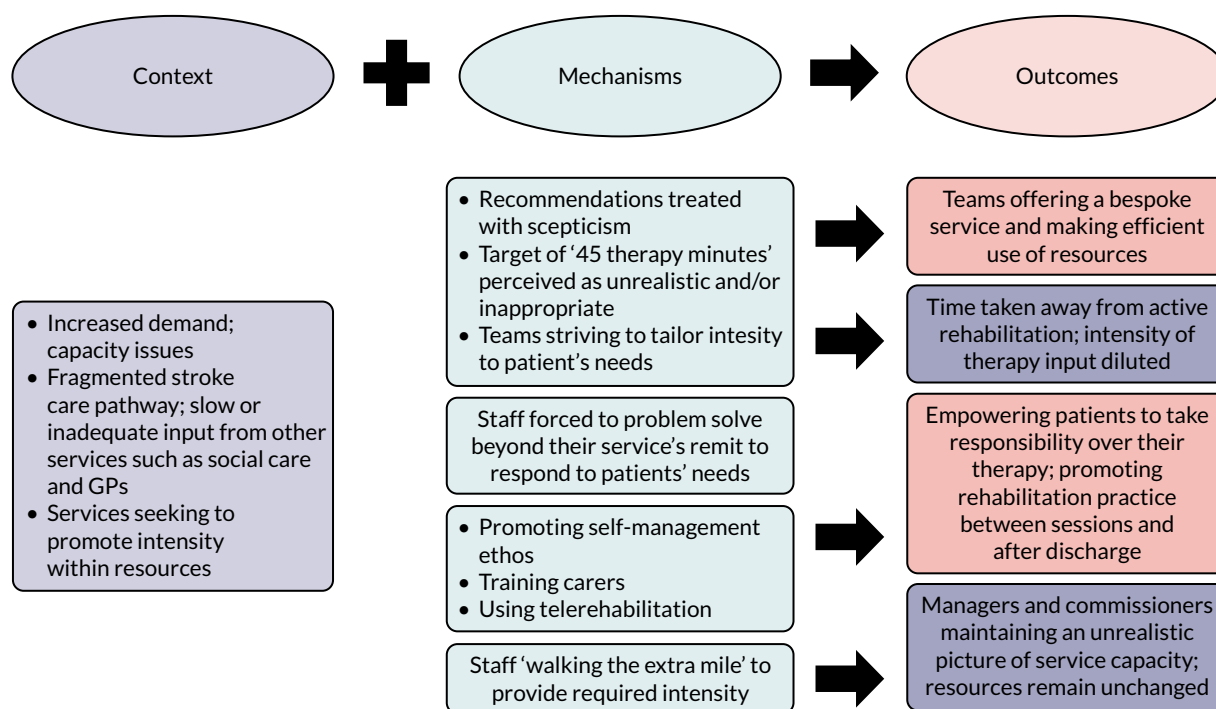 Context
Mechanisms
Outcomes
• Increased demand;
capacity issues
• Fragmented stroke
care pathway; slow or
inadequate input from other
services such as social care
and GPs
• Services seeking to
promote intensity
within resources
• Recommendations treated
with scepticism
• Target of ‘45 therapy minutes’
perceived as unrealistic and/or
inappropriate
• Teams striving to tailor intesity
to patient’s needs
Staff forced to problem solve
beyond their service’s remit to
respond to patients’ needs
• Promoting self-management
ethos
• Training carers
• Using telerehabilitation
Staff ‘walking the extra mile’ to
provide required intensity
Teams offering a bespoke
service and making efficient
use of resources
Time taken away from active
rehabilitation; intensity of
therapy input diluted
Empowering patients to take
responsibility over their
therapy; promoting
rehabilitation practice
between sessions and
after discharge
Managers and commissioners
maintaining an unrealistic
picture of service capacity;
resources remain unchanged